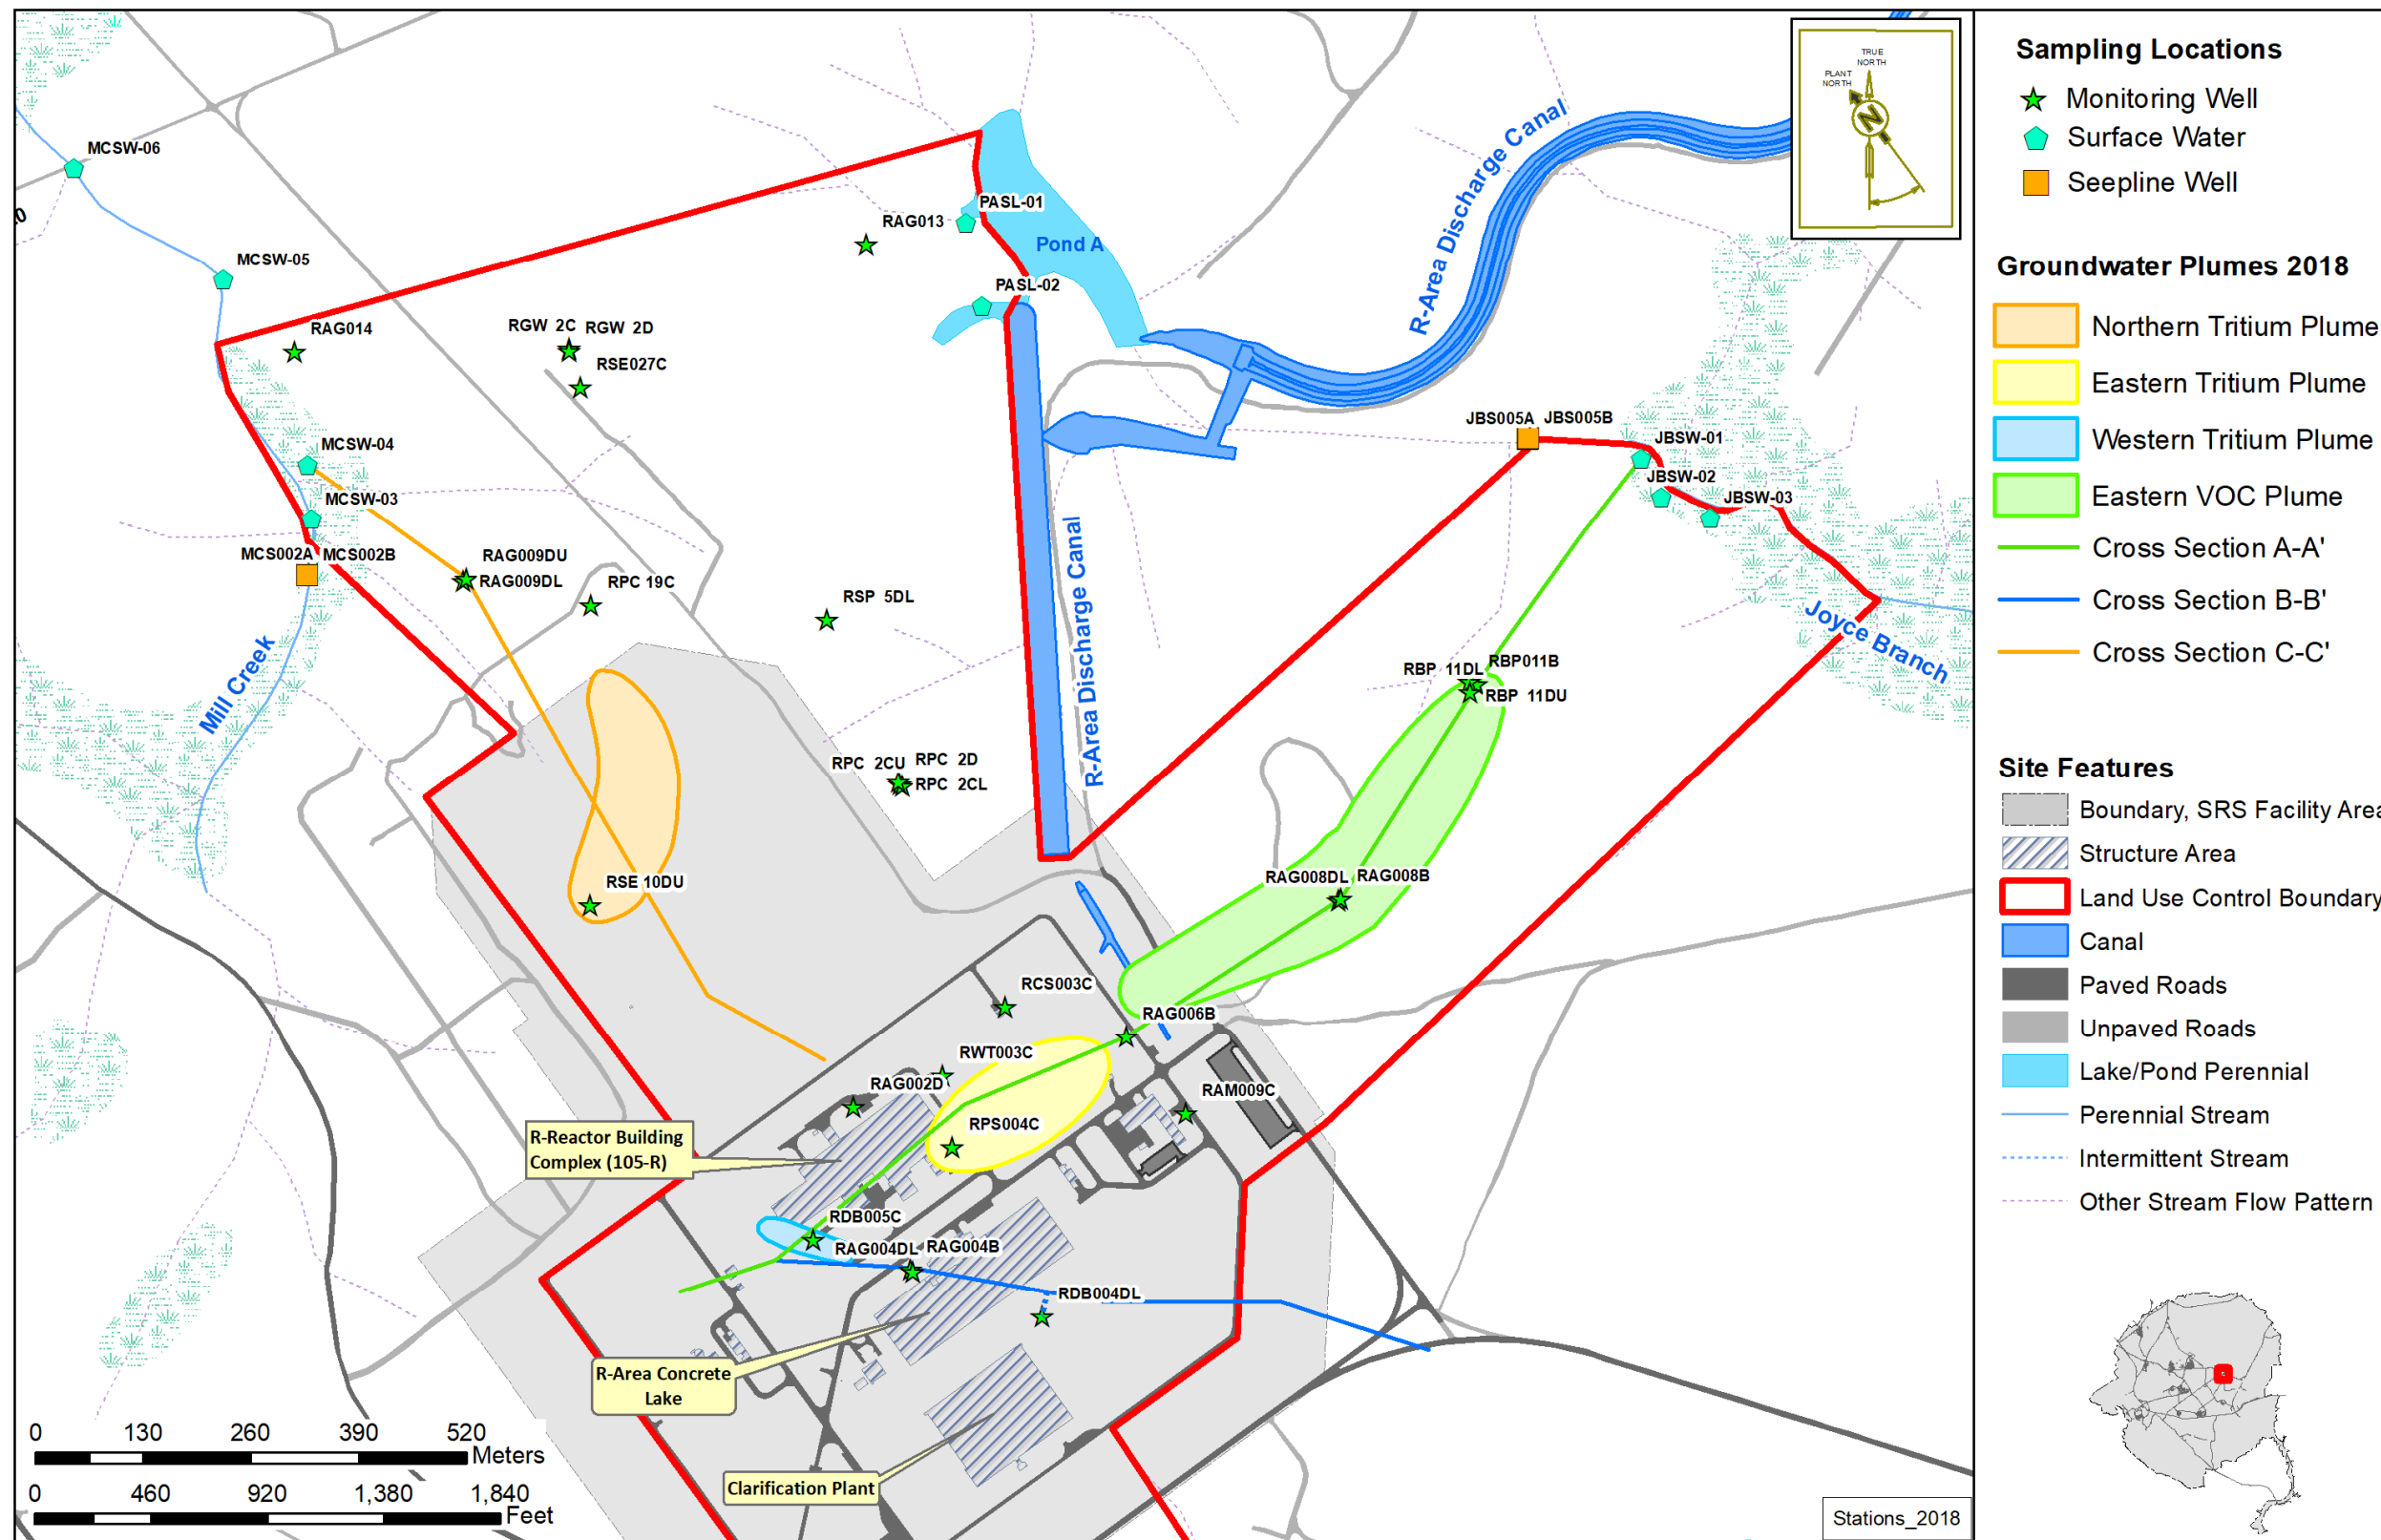 MCSW-06
0
MCSW-05
RAG014
RGW 2C
RGW 2D
RSE027C
RAG013
PASL-01
Pond A
PASL-02
R-Area Discharge Canal
TRUE
NORTH
PLANT
NORTH
N
MCSW-04
MCSW-03
MCS002A
MCS002B
RAG009DU
RAG009DL
RPC 19C
RSP 5DL
Mill Creek
R-Area Discharge Canal
JBS005A
JBS005B
JBSW-01
JBSW-02
JBSW-03
Joyce Branch
RBP 11DL
RBP011B
RBP 11DU
RPC 2CU
RPC 2D
RPC 2CL
RSE 10DU
RAG008DL
RAG008B
RCS003C
RAG006B
RWT003C
RAG002D
RAM009C
RPS004C
R-Reactor Building
Complex (105-R)
RDB005C
RAG004DL
RAG004B
RDB004DL
R-Area Concrete
Lake
Clarification Plant
0 130 260 390 520
Meters
0 460 920 1,380 1,840
Feet
Stations_2018
Sampling Locations
Monitoring Well
Surface Water
Seepline Well
Groundwater Plumes 2018
Northern Tritium Plume
Eastern Tritium Plume
Western Tritium Plume
Eastern VOC Plume
Cross Section A-A'
Cross Section B-B'
Cross Section C-C'
Site Features
Boundary, SRS Facility Area
Structure Area
Land Use Control Boundary
Canal
Paved Roads
Unpaved Roads
Lake/Pond Perennial
Perennial Stream
Intermittent Stream
Other Stream Flow Pattern